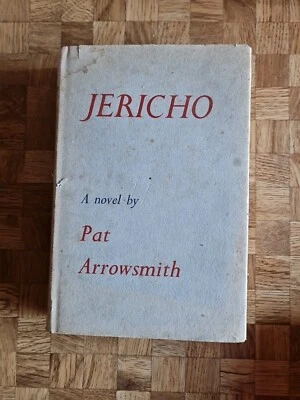 JERICHO
A novel by
Pat
Arrowsmith